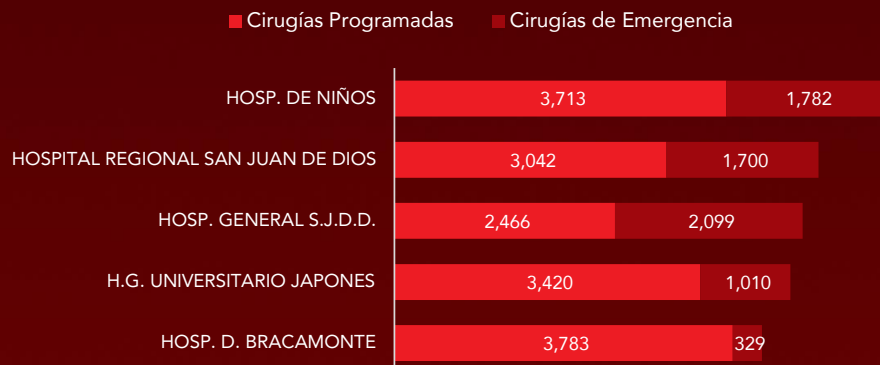 Cirugías Programadas Cirugías de Emergencia
HOSP. DE NIÑOS 3,713 1,782
HOSPITAL REGIONAL SAN JUAN DE DIOS 3,042 1,700
HOSP. GENERAL S.J.D.D. 2,466 2,099
H.G. UNIVERSITARIO JAPONES 3,420 1,010
HOSP. D. BRACAMONTE 3,783 329